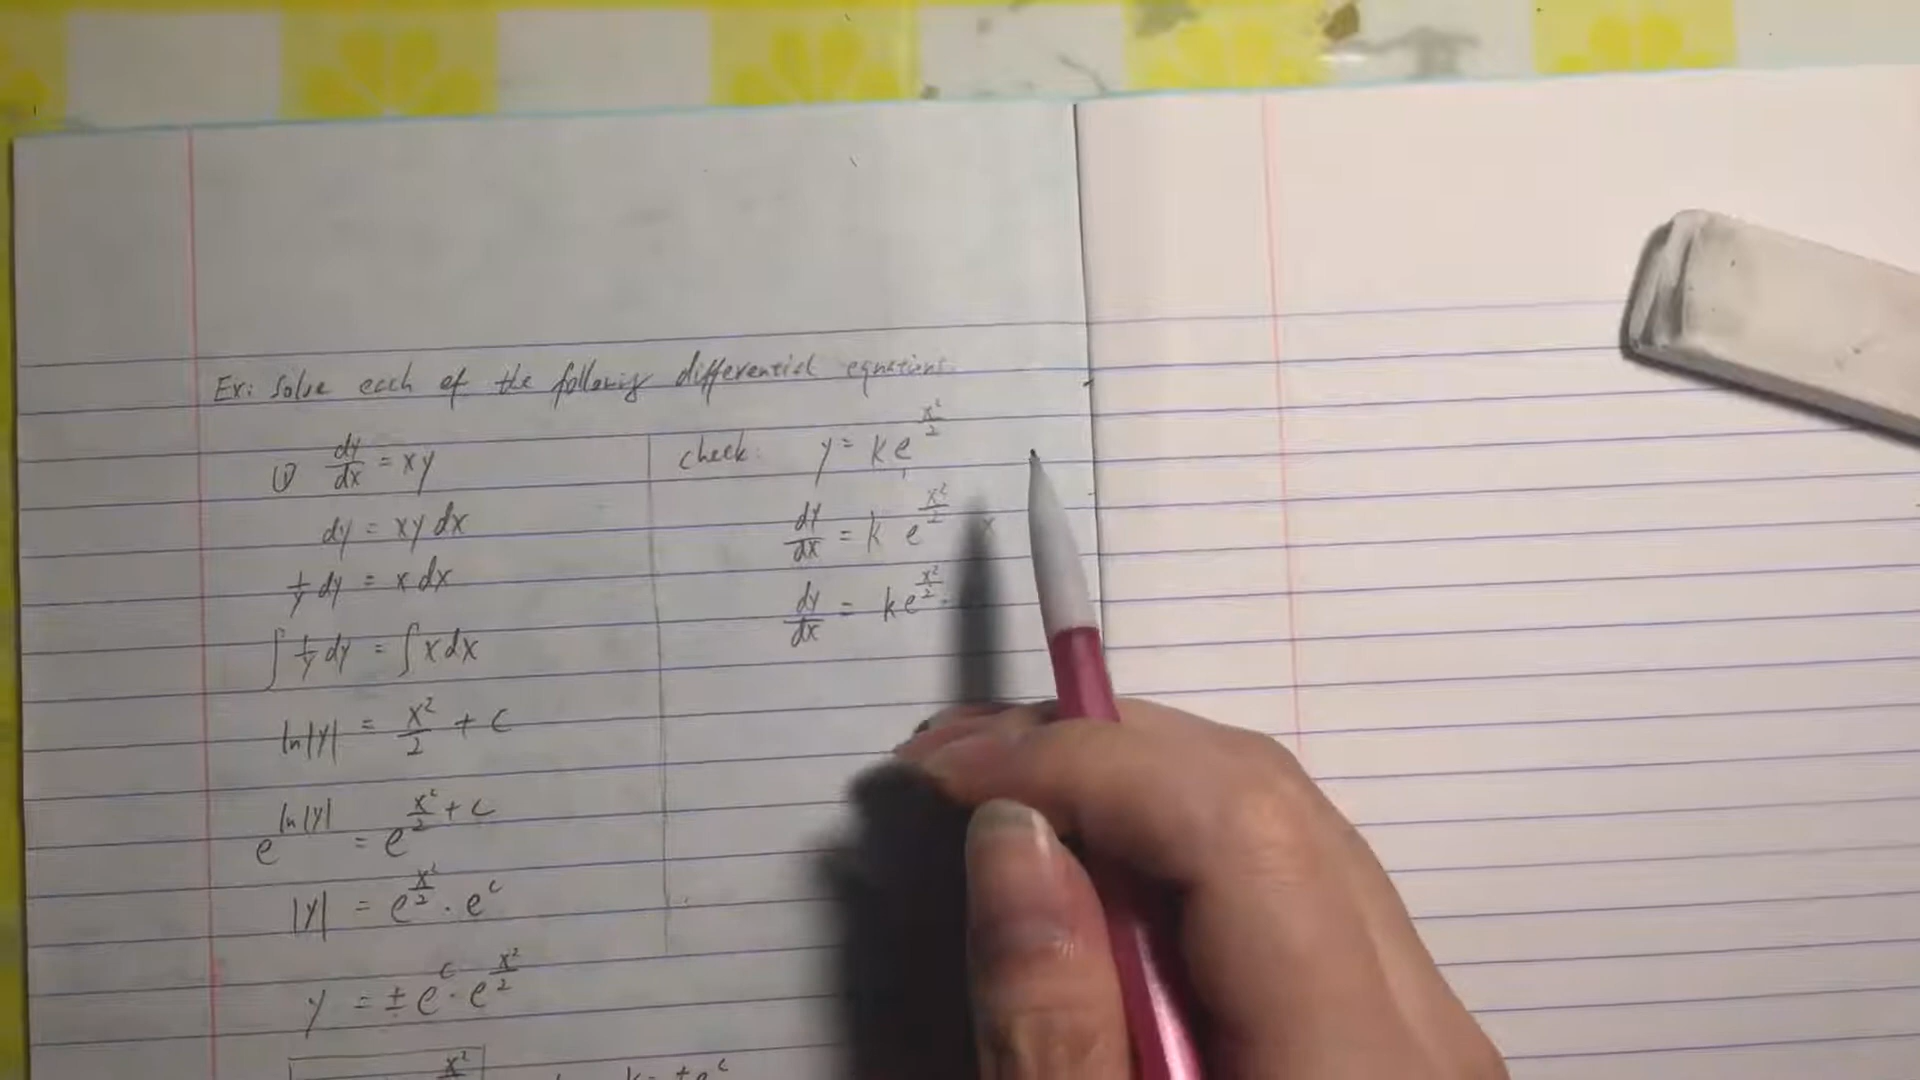 Ex: Solve each of the following differential equations.
① dy/dx = xy
dy = xy dx
1/y dy = x dx
∫ 1/y dy = ∫ x dx
ln|y| = x²/2 + c
e^(ln|y|) = e^(x²/2 + c)
|y| = e^(x²/2) · e^c
y = ± e^c · e^(x²/2)
x²
k = ± e^c
check: y = k e^(x²/2)
dy/dx = k e^(x²/2) x
dy/dx = k e^(x²/2) ·